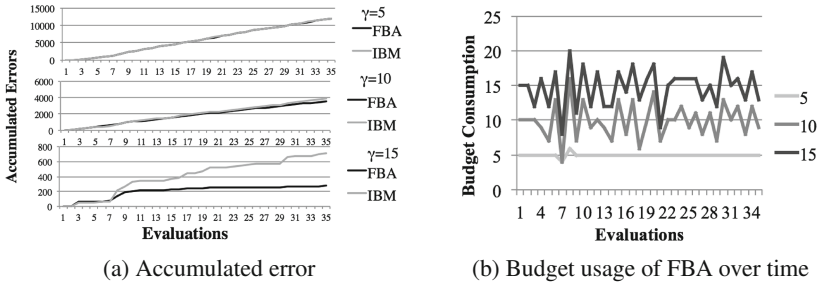 Accumulated Errors
15000
10000
5000
0
1 3 5 7 9 11 13 15 17 19 21 23 25 27 29 31 33 35
γ=5
FBA
IBM
6000
4000
2000
0
1 3 5 7 9 11 13 15 17 19 21 23 25 27 29 31 33 35
γ=10
FBA
IBM
800
600
400
200
0
1 3 5 7 9 11 13 15 17 19 21 23 25 27 29 31 33 35
γ=15
FBA
IBM
Evaluations
(a) Accumulated error
Budget Consumption
25
20
15
10
5
0
1 4 7 10 13 16 19 22 25 28 31 34
5
10
15
Evaluations
(b) Budget usage of FBA over time